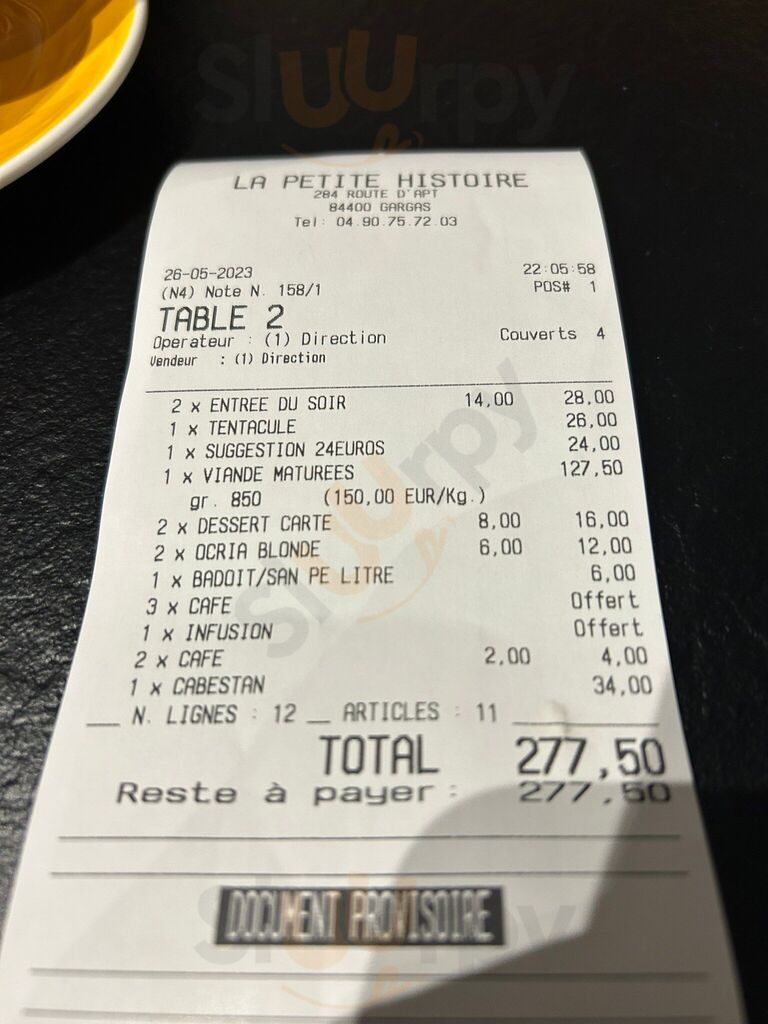 Sluurpy
LA PETITE HISTOIRE
284 ROUTE D'APT
84400 GARGAS
Tel: 04.90.75.72.03
26-05-2023 22:05:58
(N4) Note N. 158/1 POS# 1
TABLE 2
Operateur : (1) Direction Couverts 4
Vendeur : (1) Direction
2 x ENTREE DU SOIR 14,00 28,00
1 x TENTACULE 26,00
1 x SUGGESTION 24EUROS 24,00
1 x VIANDE MATUREES 127,50
gr. 850 (150,00 EUR/Kg.)
2 x DESSERT CARTE 8,00 16,00
2 x OCRIA BLONDE 6,00 12,00
1 x BADOIT/SAN PE LITRE 6,00
3 x CAFE Offert
1 x INFUSION Offert
2 x CAFE 2,00 4,00
1 x CABESTAN 34,00
N. LIGNES : 12 __ ARTICLES : 11
TOTAL 277,50
Reste à payer: 277,50
DOCUMENT PROVISOIRE
Sluurpy
Sluurpy